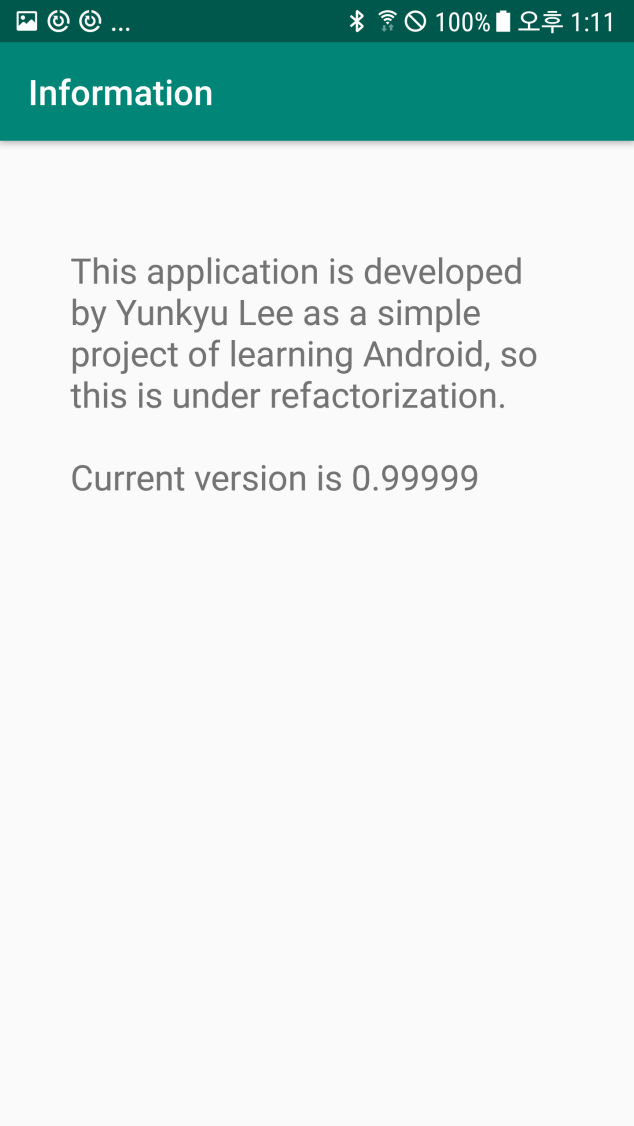 ... 100% 오후 1:11
Information
This application is developed
by Yunkyu Lee as a simple
project of learning Android, so
this is under refactorization.
Current version is 0.99999